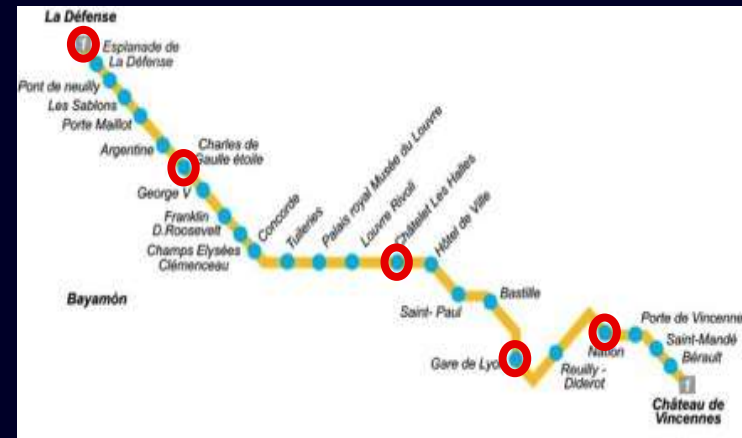 La Défense
1
Esplanade de
La Défense
Pont de neuilly
Les Sablons
Porte Maillot
Argentine
Charles de
Gaulle étoile
George V
Franklin
D.Roosevelt
Champs Elysées
Clémenceau
Concorde
Tuileries
Palais royal Musée du Louvre
Louvre Rivoli
Châtelet Les Halles
Hôtel de Ville
Saint- Paul
Bastille
Gare de Lyo
Reuilly -
Diderot
Nation
Porte de Vincenne
Saint-Mandé
Bérault
1
Château de
Vincennes
Bayamón